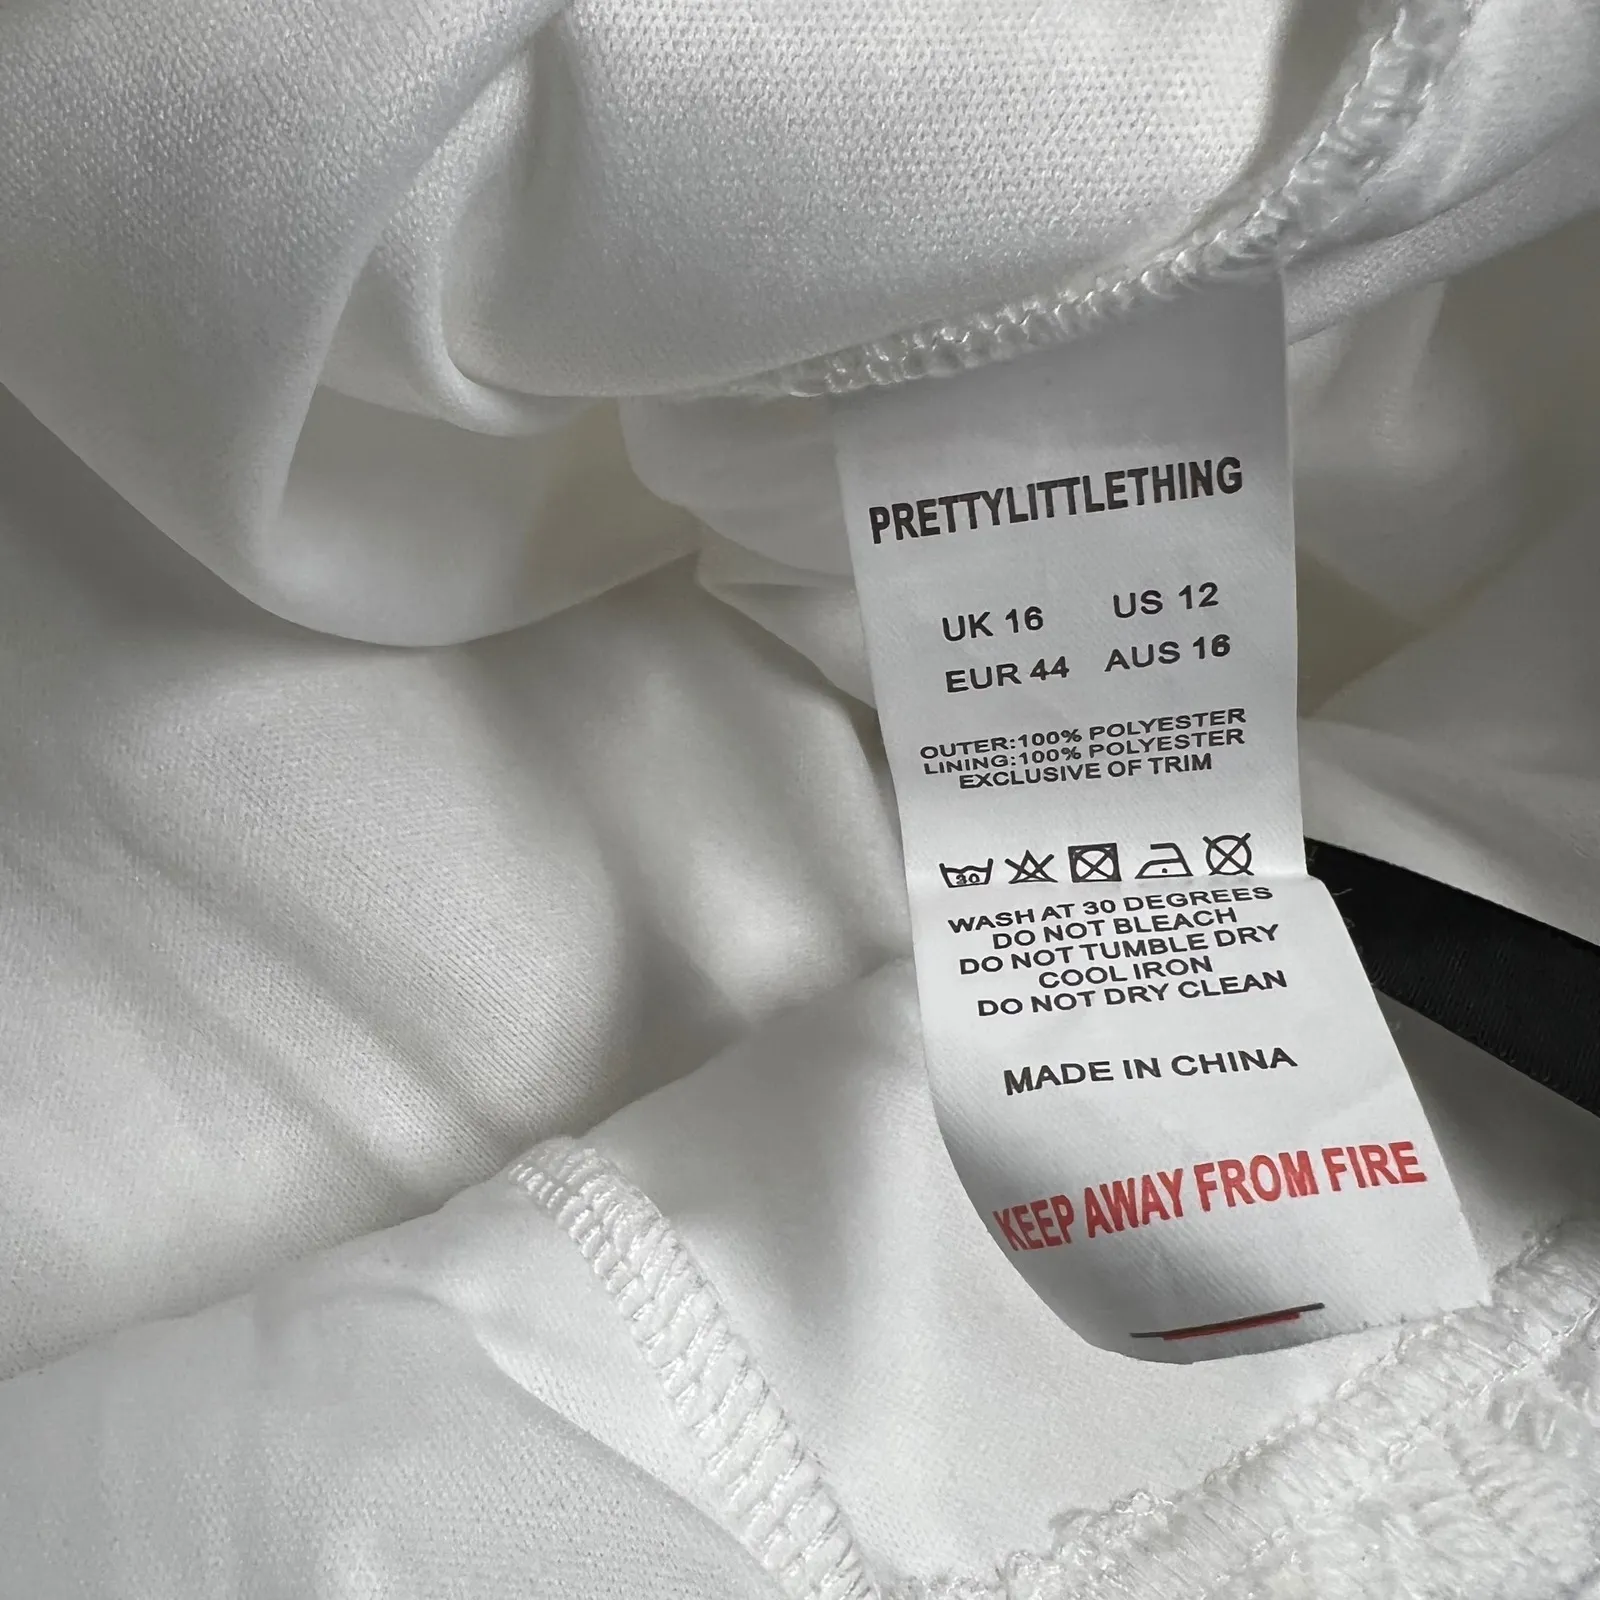 PRETTYLITTLETHING
UK 16 US 12
EUR 44 AUS 16
OUTER:100% POLYESTER
LINING:100% POLYESTER
EXCLUSIVE OF TRIM
30
WASH AT 30 DEGREES
DO NOT BLEACH
DO NOT TUMBLE DRY
COOL IRON
DO NOT DRY CLEAN
MADE IN CHINA
KEEP AWAY FROM FIRE